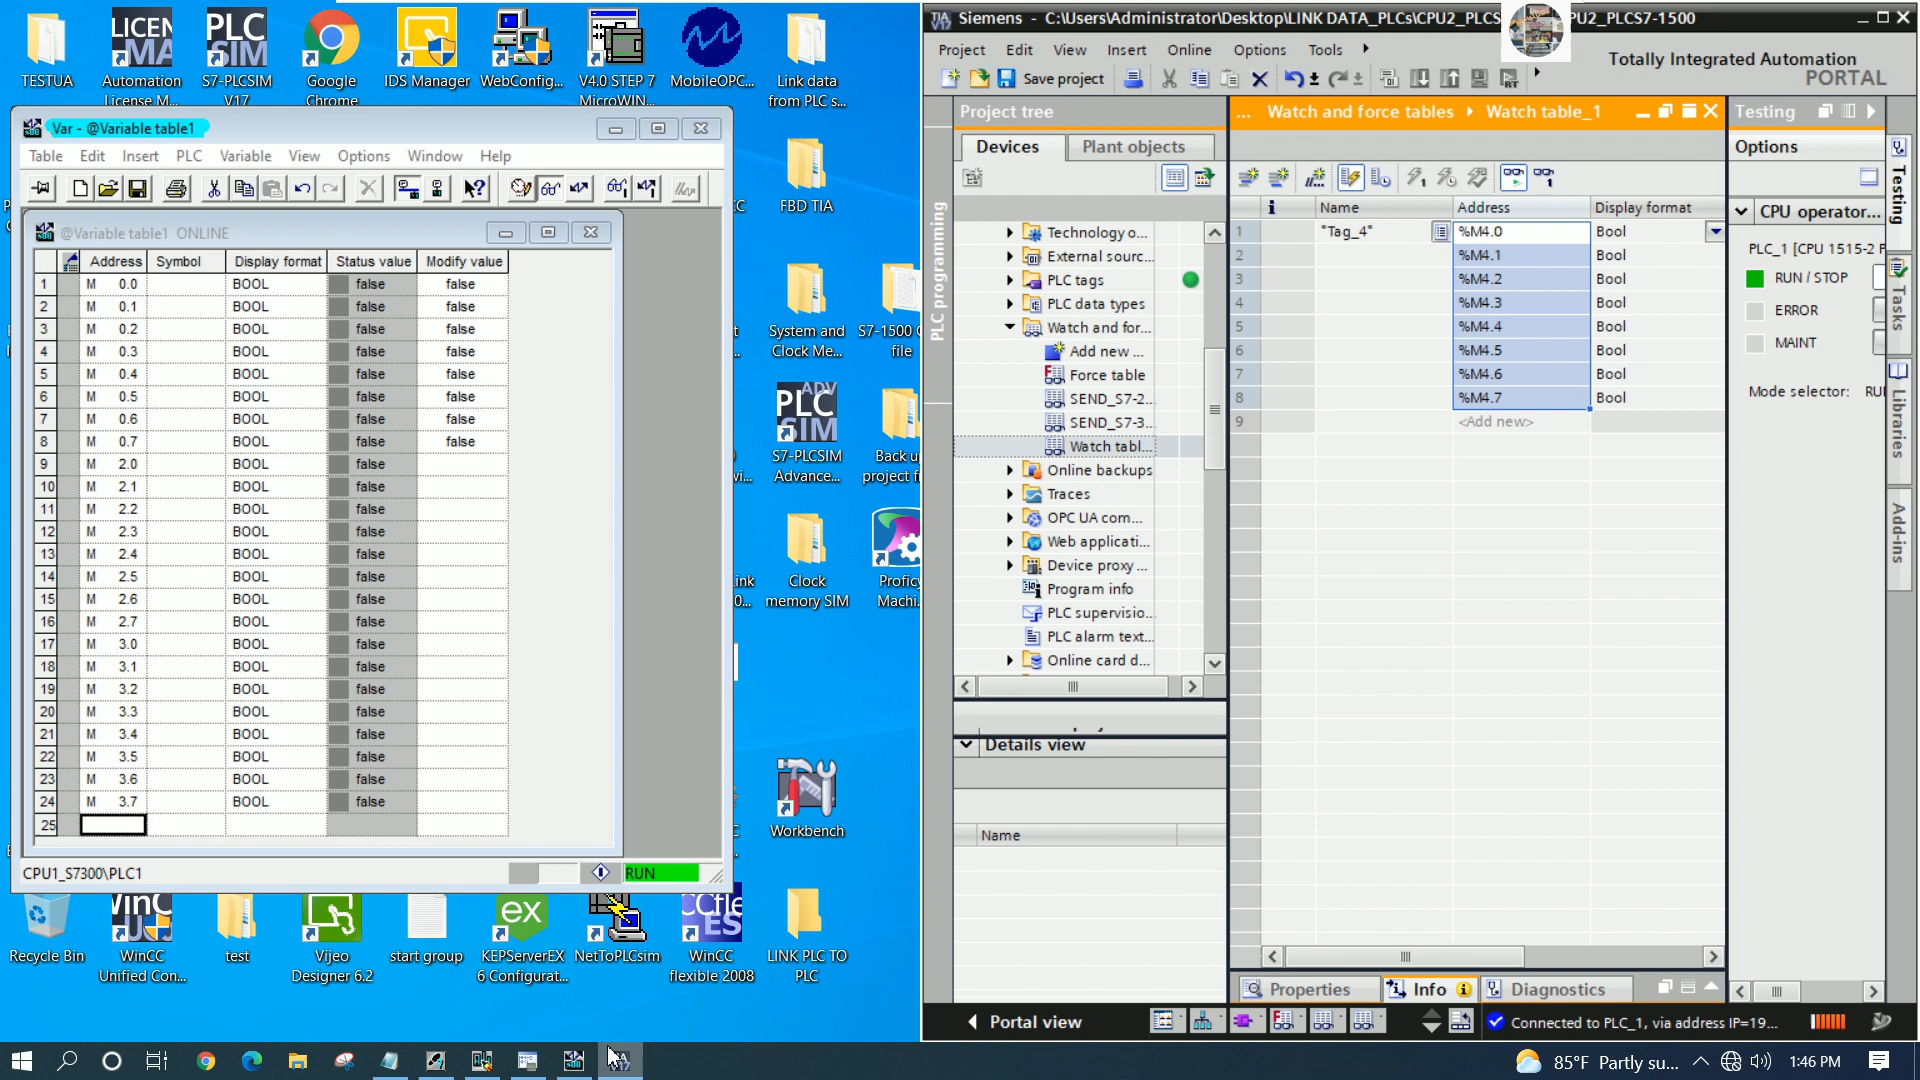 TESTUA
Automation
License M...
S7-PLCSIM
V17
Google
Chrome
IDS Manager
WebConfig...
V4.0 STEP 7
MicroWIN...
MobileOPC...
Link data
from PLC s...
Var - @Variable table1
Table Edit Insert PLC Variable View Options Window Help
@Variable table1 ONLINE
Address Symbol Display format Status value Modify value
1 M 0.0 BOOL false false
2 M 0.1 BOOL false false
3 M 0.2 BOOL false false
4 M 0.3 BOOL false false
5 M 0.4 BOOL false false
6 M 0.5 BOOL false false
7 M 0.6 BOOL false false
8 M 0.7 BOOL false false
9 M 2.0 BOOL false
10 M 2.1 BOOL false
11 M 2.2 BOOL false
12 M 2.3 BOOL false
13 M 2.4 BOOL false
14 M 2.5 BOOL false
15 M 2.6 BOOL false
16 M 2.7 BOOL false
17 M 3.0 BOOL false
18 M 3.1 BOOL false
19 M 3.2 BOOL false
20 M 3.3 BOOL false
21 M 3.4 BOOL false
22 M 3.5 BOOL false
23 M 3.6 BOOL false
24 M 3.7 BOOL false
25
CPU1_S7300\PLC1 RUN
FBD TIA
System and
Clock Me...
S7-1500 
file
PLC
SIM
ADV
S7-PLCSIM
Advance...
Back u
project f
Clock
memory SIM
Proficy
Machi...
Workbench
Recycle Bin
WinCC
Unified Con...
test
Vijeo
Designer 6.2
start group
ex
KEPServerEX
6 Configurat...
NetToPLCsim
WinCC
flexible 2008
LINK PLC TO
PLC
Siemens - C:\Users\Administrator\Desktop\LINK DATA_PLCs\CPU2_PLCS
PU2_PLCS7-1500
Project Edit View Insert Online Options Tools
Totally Integrated Automation
PORTAL
Save project
Project tree
Devices Plant objects
PLC programming
Technology o...
External sourc...
PLC tags
PLC data types
Watch and for...
Add new ...
Force table
SEND_S7-2...
SEND_S7-3...
Watch tabl...
Online backups
Traces
OPC UA com...
Web applicati...
Device proxy ...
Program info
PLC supervisio...
PLC alarm text...
Online card d...
Details view
Name
... Watch and force tables Watch table_1
i Name Address Display format
1 "Tag_4" %M4.0 Bool
2 %M4.1 Bool
3 %M4.2 Bool
4 %M4.3 Bool
5 %M4.4 Bool
6 %M4.5 Bool
7 %M4.6 Bool
8 %M4.7 Bool
9 <Add new>
Properties Info Diagnostics
Testing
Options
CPU operator...
PLC_1 [CPU 1515-2 P
RUN / STOP
ERROR
MAINT
Mode selector: RU
Testing
Tasks
Libraries
Add-ins
Portal view
Connected to PLC_1, via address IP=19...
85°F Partly su...
1:46 PM